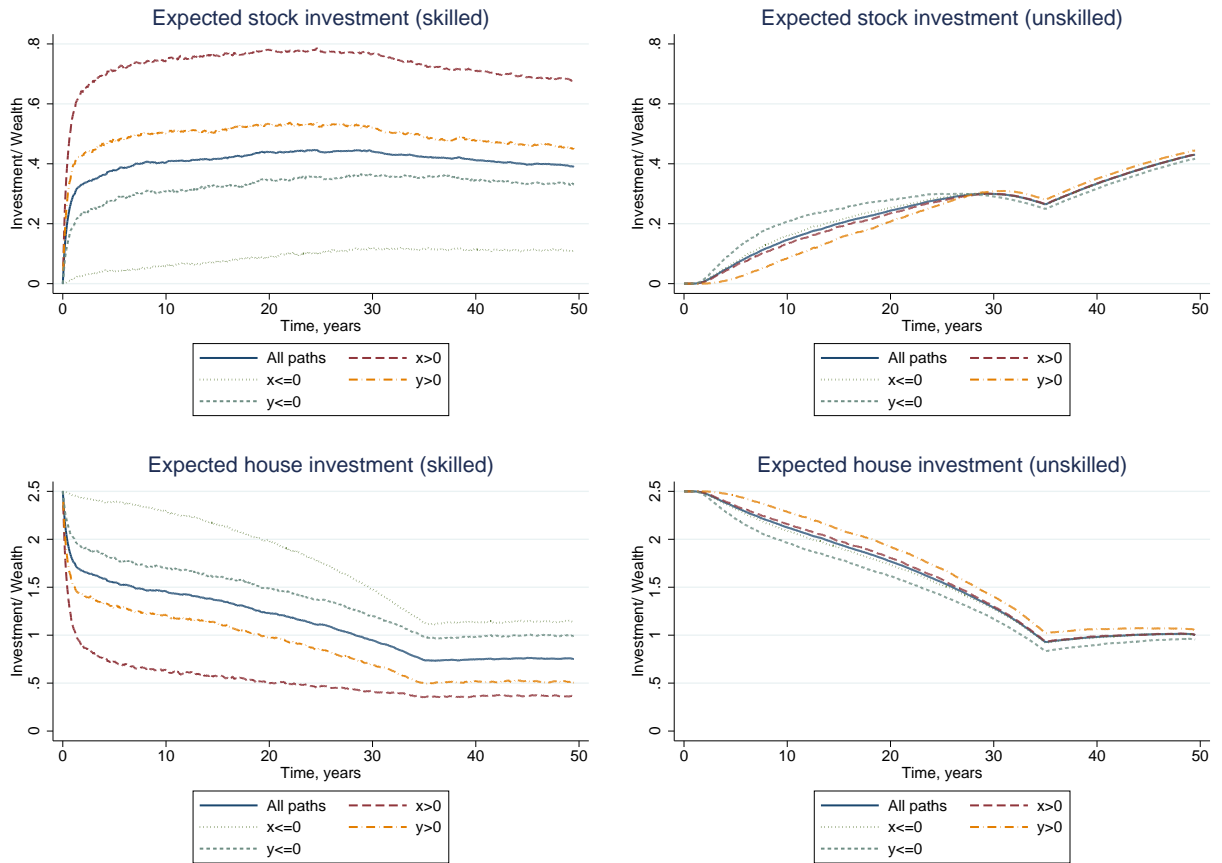 Expected stock investment (skilled)
Investment/ Wealth
0 .2 .4 .6 .8
0 10 20 30 40 50
Time, years
All paths x>0
x<=0 y>0
y<=0
Expected stock investment (unskilled)
Investment/ Wealth
0 .2 .4 .6 .8
0 10 20 30 40 50
Time, years
All paths x>0
x<=0 y>0
y<=0
Expected house investment (skilled)
Investment/ Wealth
0 .5 1 1.5 2 2.5
0 10 20 30 40 50
Time, years
All paths x>0
x<=0 y>0
y<=0
Expected house investment (unskilled)
Investment/ Wealth
0 .5 1 1.5 2 2.5
0 10 20 30 40 50
Time, years
All paths x>0
x<=0 y>0
y<=0